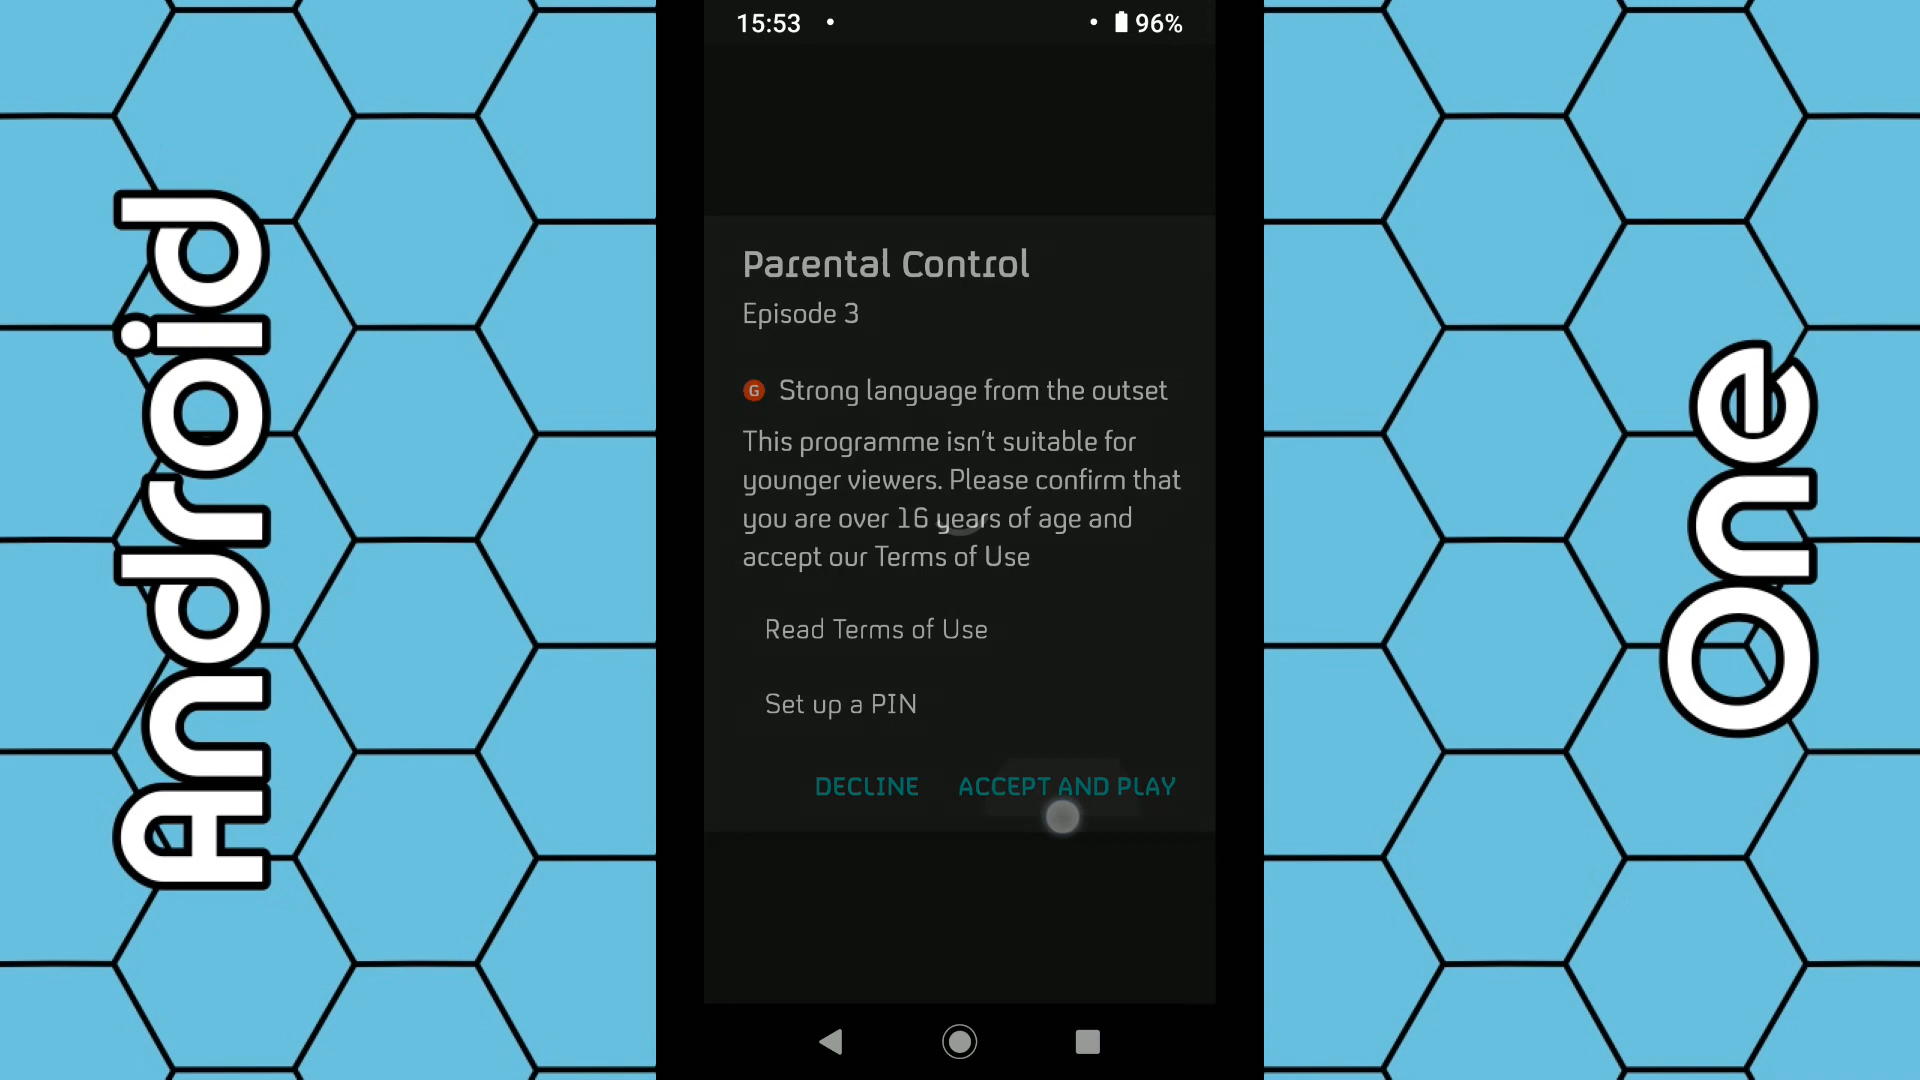 Android
15:53
96%
Parental Control
Episode 3
G Strong language from the outset
This programme isn't suitable for
younger viewers. Please confirm that
you are over 16 years of age and
accept our Terms of Use
Read Terms of Use
Set up a PIN
DECLINE ACCEPT AND PLAY
One